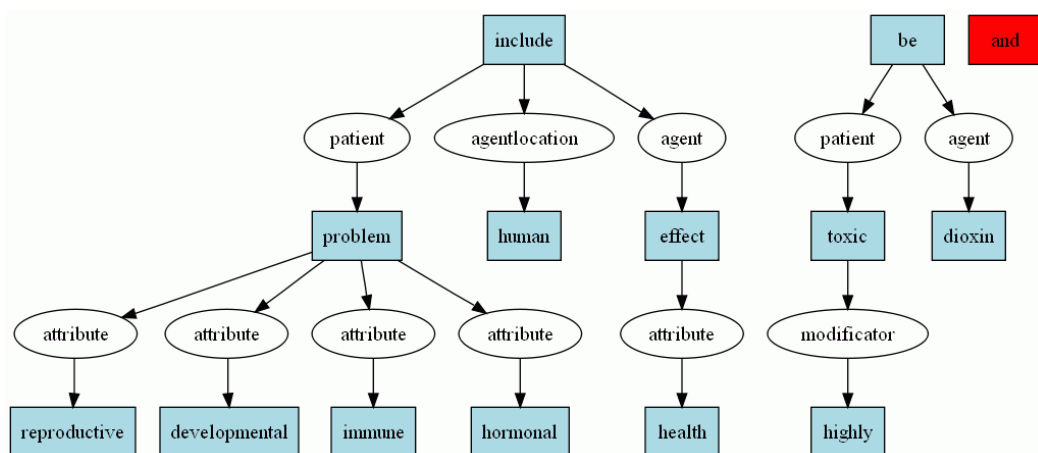 include be and
patient agentlocation agent patient agent
problem human effect toxic dioxin
attribute attribute attribute attribute attribute modificator
reproductive developmental immune hormonal health highly